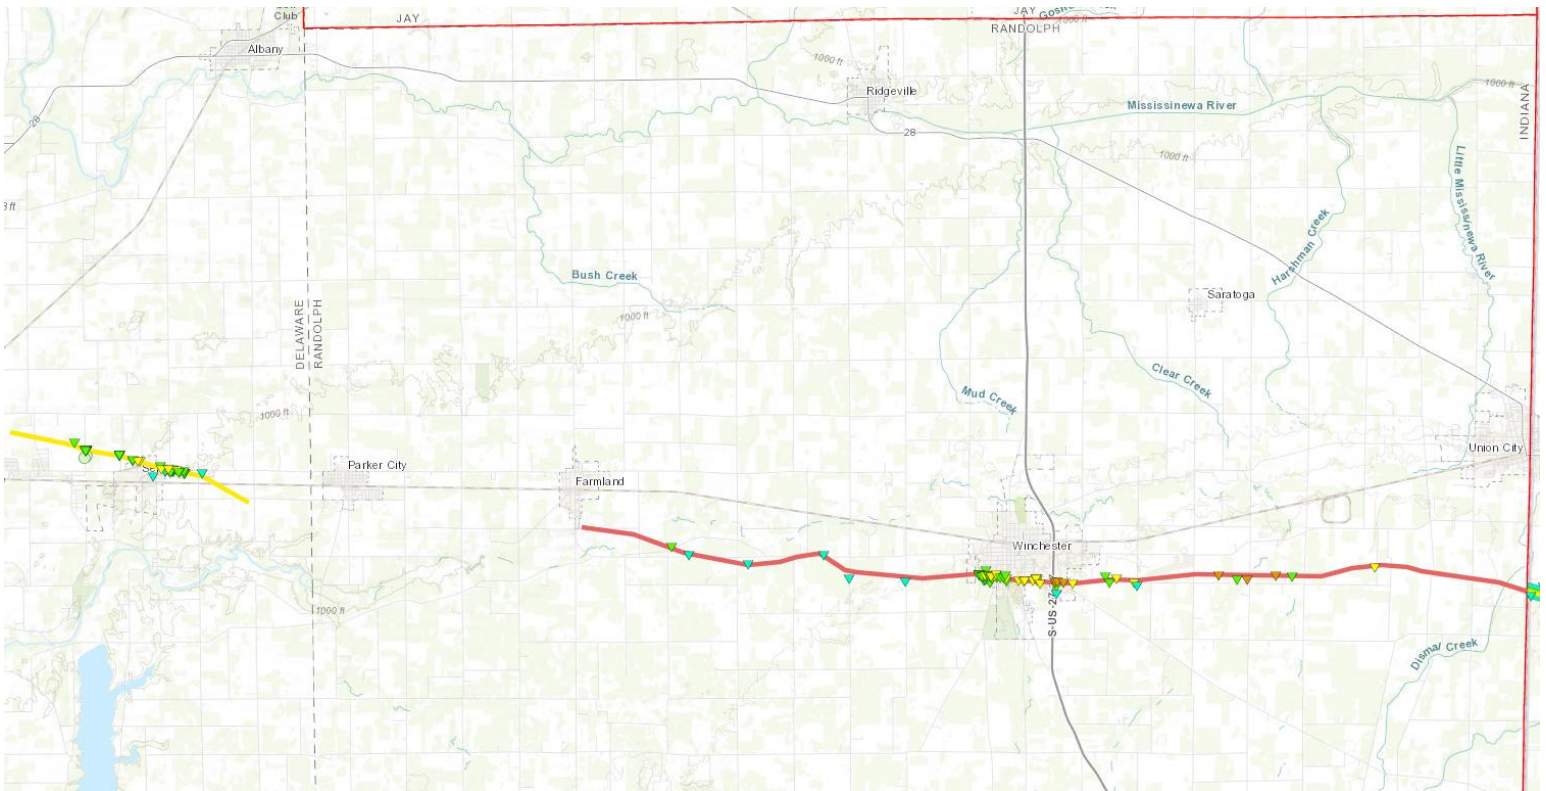 Club
JAY
JAY
RANDOLPH
Albany
1000 ft
1000 ft
Ridgeville
1000 ft
Mississinewa River
INDIANA
28
28
1000 ft
Little Mississinewa River
Harshman Creek
Bush Creek
Saratoga
1000 ft
DELAWARE
RANDOLPH
Clear Creek
Mud Creek
1000 ft
Union City
Parker City
Farmland
Winchester
S-US-27
1000 ft
Dismal Creek